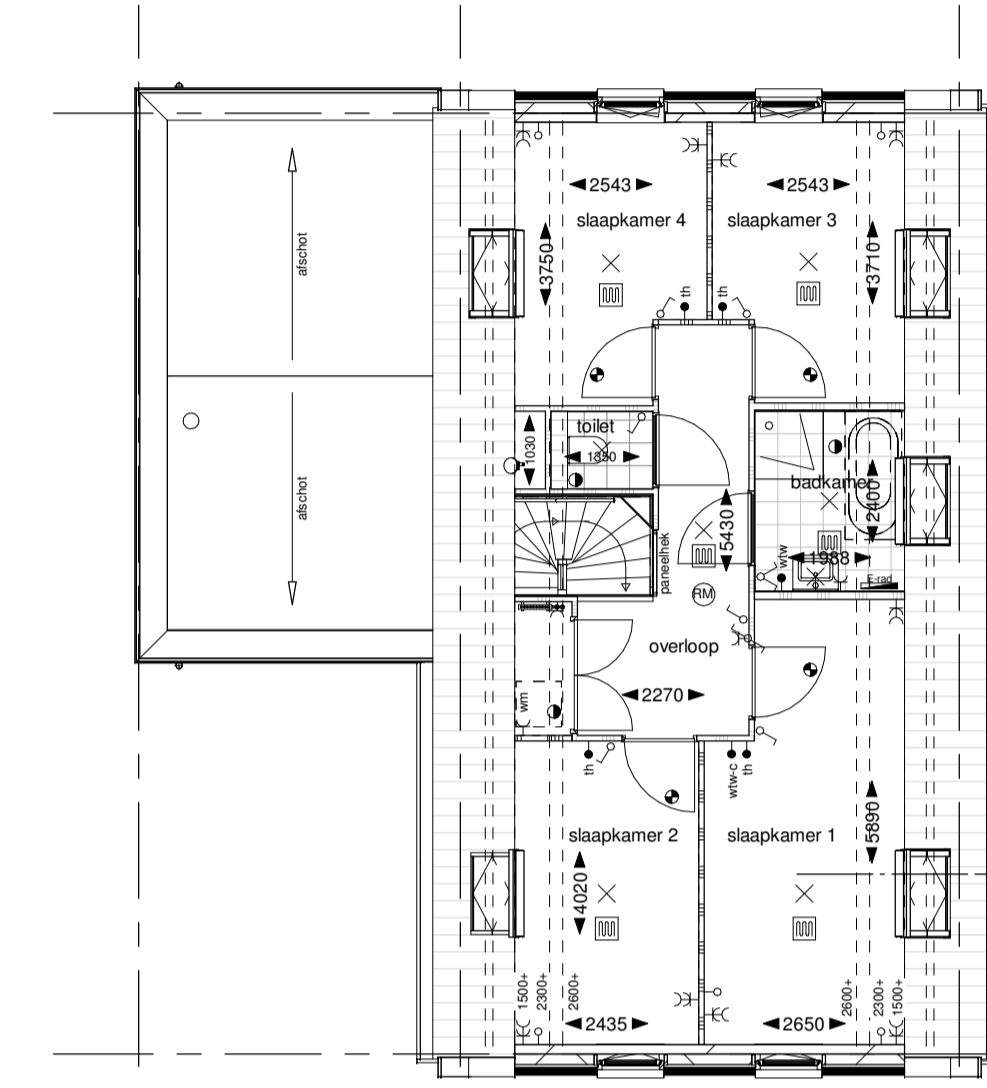 2543
2543
slaapkamer 4
slaapkamer 3
afschot
3750
3710
th
th
toilet
1030
1350
badkamer
2400
afschot
5430
paneelhek
wtw
1988
E-rad
RM
overloop
wm
2270
th
wtw-c
th
slaapkamer 2
slaapkamer 1
5890
4020
1500+
2300+
2600+
2600+
2300+
1500+
2435
2650